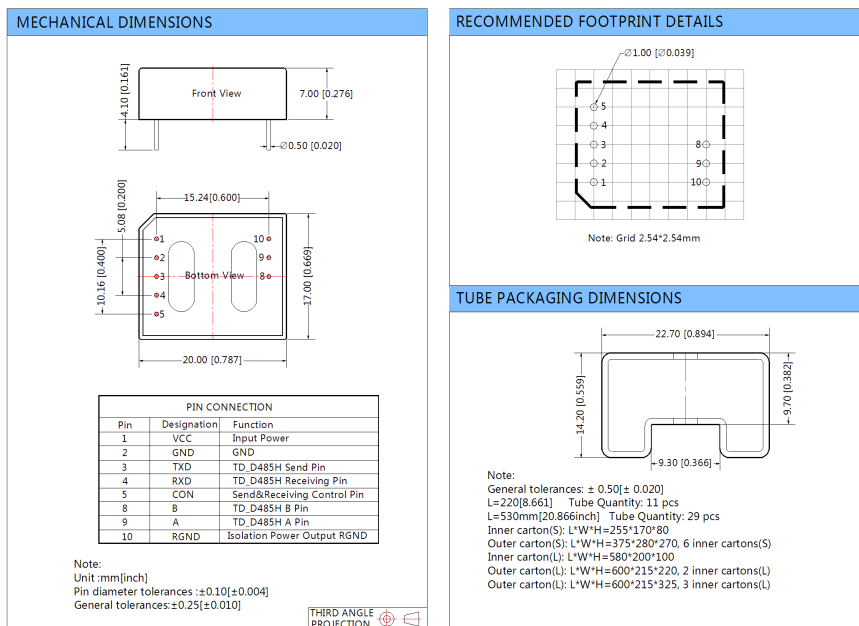 MECHANICAL DIMENSIONS
4.10 [0.161]
Front View
7.00 [0.276]
∅0.50 [0.020]
5.08 [0.200]
15.24[0.600]
10.16 [0.400]
1
2
3
4
5
10
9
8
Bottom View
17.00 [0.669]
20.00 [0.787]
PIN CONNECTION
Pin Designation Function
1 VCC Input Power
2 GND GND
3 TXD TD_D485H Send Pin
4 RXD TD_D485H Receiving Pin
5 CON Send&Receiving Control Pin
8 B TD_D485H B Pin
9 A TD_D485H A Pin
10 RGND Isolation Power Output RGND
Note:
Unit :mm[inch]
Pin diameter tolerances :±0.10[±0.004]
General tolerances:±0.25[±0.010]
THIRD ANGLE
PROJECTION
RECOMMENDED FOOTPRINT DETAILS
∅1.00 [∅0.039]
5
4
3
2
1
8
9
10
Note: Grid 2.54*2.54mm
TUBE PACKAGING DIMENSIONS
22.70 [0.894]
14.20 [0.559]
9.70 [0.382]
9.30 [0.366]
Note:
General tolerances: ± 0.50[± 0.020]
L=220[8.661] Tube Quantity: 11 pcs
L=530mm[20.866inch] Tube Quantity: 29 pcs
Inner carton(S): L*W*H=255*170*80
Outer carton(S): L*W*H=375*280*270, 6 inner cartons(S)
Inner carton(L): L*W*H=580*200*100
Outer carton(L): L*W*H=600*215*220, 2 inner cartons(L)
Outer carton(L): L*W*H=600*215*325, 3 inner cartons(L)